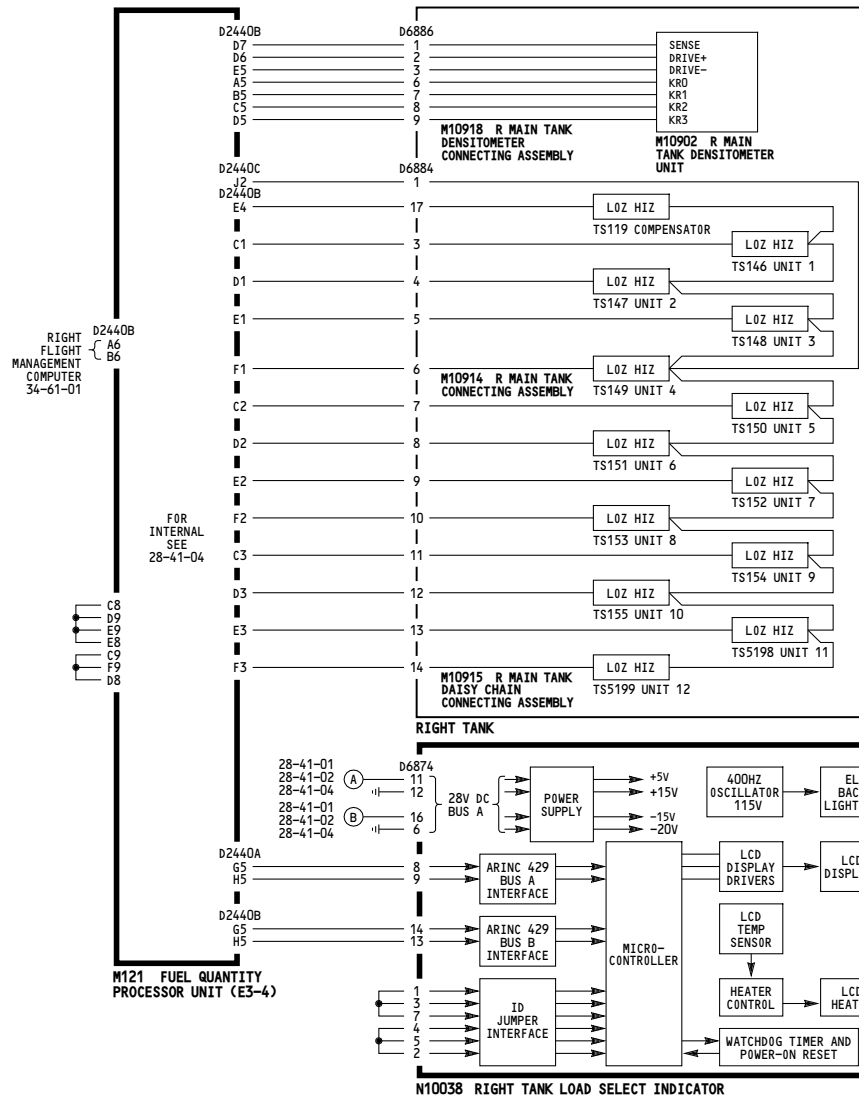 D2440B D6886
D7 1 SENSE
D6 2 DRIVE+
E5 3 DRIVE-
A5 6 KR0
B5 7 KR1
C5 8 KR2
D5 9 KR3
M10918 R MAIN TANK
DENSITOMETER
CONNECTING ASSEMBLY
M10902 R MAIN
TANK DENSITOMETER
UNIT
D2440C D6884
J2 1
D2440B
E4 17 LOZ HIZ
TS119 COMPENSATOR
C1 3 LOZ HIZ
TS146 UNIT 1
D1 4 LOZ HIZ
TS147 UNIT 2
E1 5 LOZ HIZ
TS148 UNIT 3
RIGHT
FLIGHT
MANAGEMENT
COMPUTER
34-61-01
D2440B
A6
B6
F1 6 LOZ HIZ
M10914 R MAIN TANK
CONNECTING ASSEMBLY
TS149 UNIT 4
C2 7 LOZ HIZ
TS150 UNIT 5
D2 8 LOZ HIZ
TS151 UNIT 6
E2 9 LOZ HIZ
TS152 UNIT 7
F2 10 LOZ HIZ
TS153 UNIT 8
FOR
INTERNAL
SEE
28-41-04
C3 11 LOZ HIZ
TS154 UNIT 9
D3 12 LOZ HIZ
TS155 UNIT 10
C8
D9
E9
E8
C9
F9
D8
E3 13 LOZ HIZ
TS5198 UNIT 11
F3 14 LOZ HIZ
M10915 R MAIN TANK
DAISY CHAIN
CONNECTING ASSEMBLY
TS5199 UNIT 12
RIGHT TANK
28-41-01
28-41-02
28-41-04
A
D6874
11
12
28-41-01
28-41-02
28-41-04
B
16
6
28V DC
BUS A
POWER
SUPPLY
+5V
+15V
-15V
-20V
400HZ
OSCILLATOR
115V
EL
BAC
LIGHT
D2440A
G5 8
H5 9
ARINC 429
BUS A
INTERFACE
LCD
DISPLAY
DRIVERS
LCD
DISPL
D2440B
G5 14
H5 13
ARINC 429
BUS B
INTERFACE
MICRO-
CONTROLLER
LCD
TEMP
SENSOR
M121 FUEL QUANTITY
PROCESSOR UNIT (E3-4)
1
3
7
4
5
2
ID
JUMPER
INTERFACE
HEATER
CONTROL
LCD
HEAT
WATCHDOG TIMER AND
POWER-ON RESET
N10038 RIGHT TANK LOAD SELECT INDICATOR